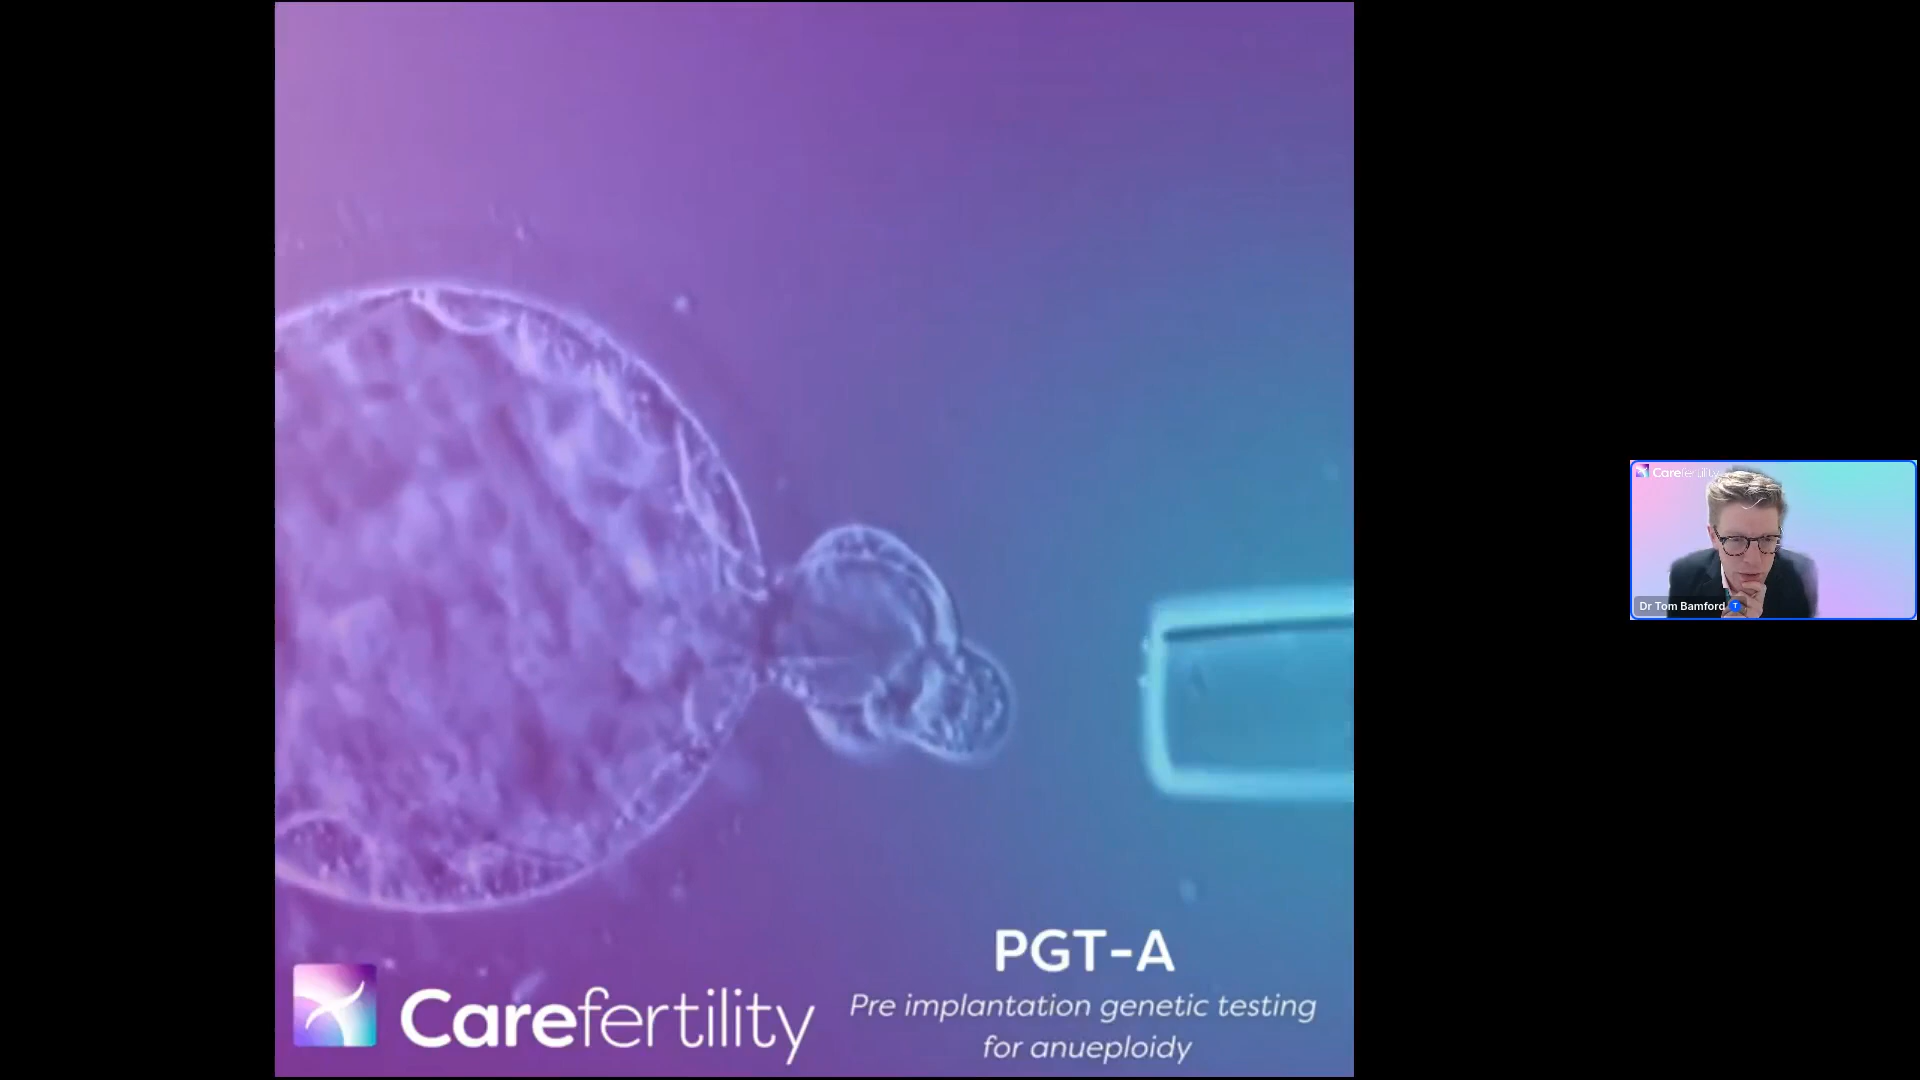 PGT-A
Pre implantation genetic testing
for anueploidy
Carefertility
Carefertility
Dr Tom Bamford T